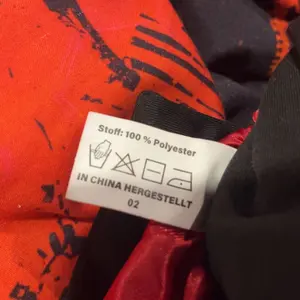 Stoff: 100 % Polyester
IN CHINA HERGESTELLT
02